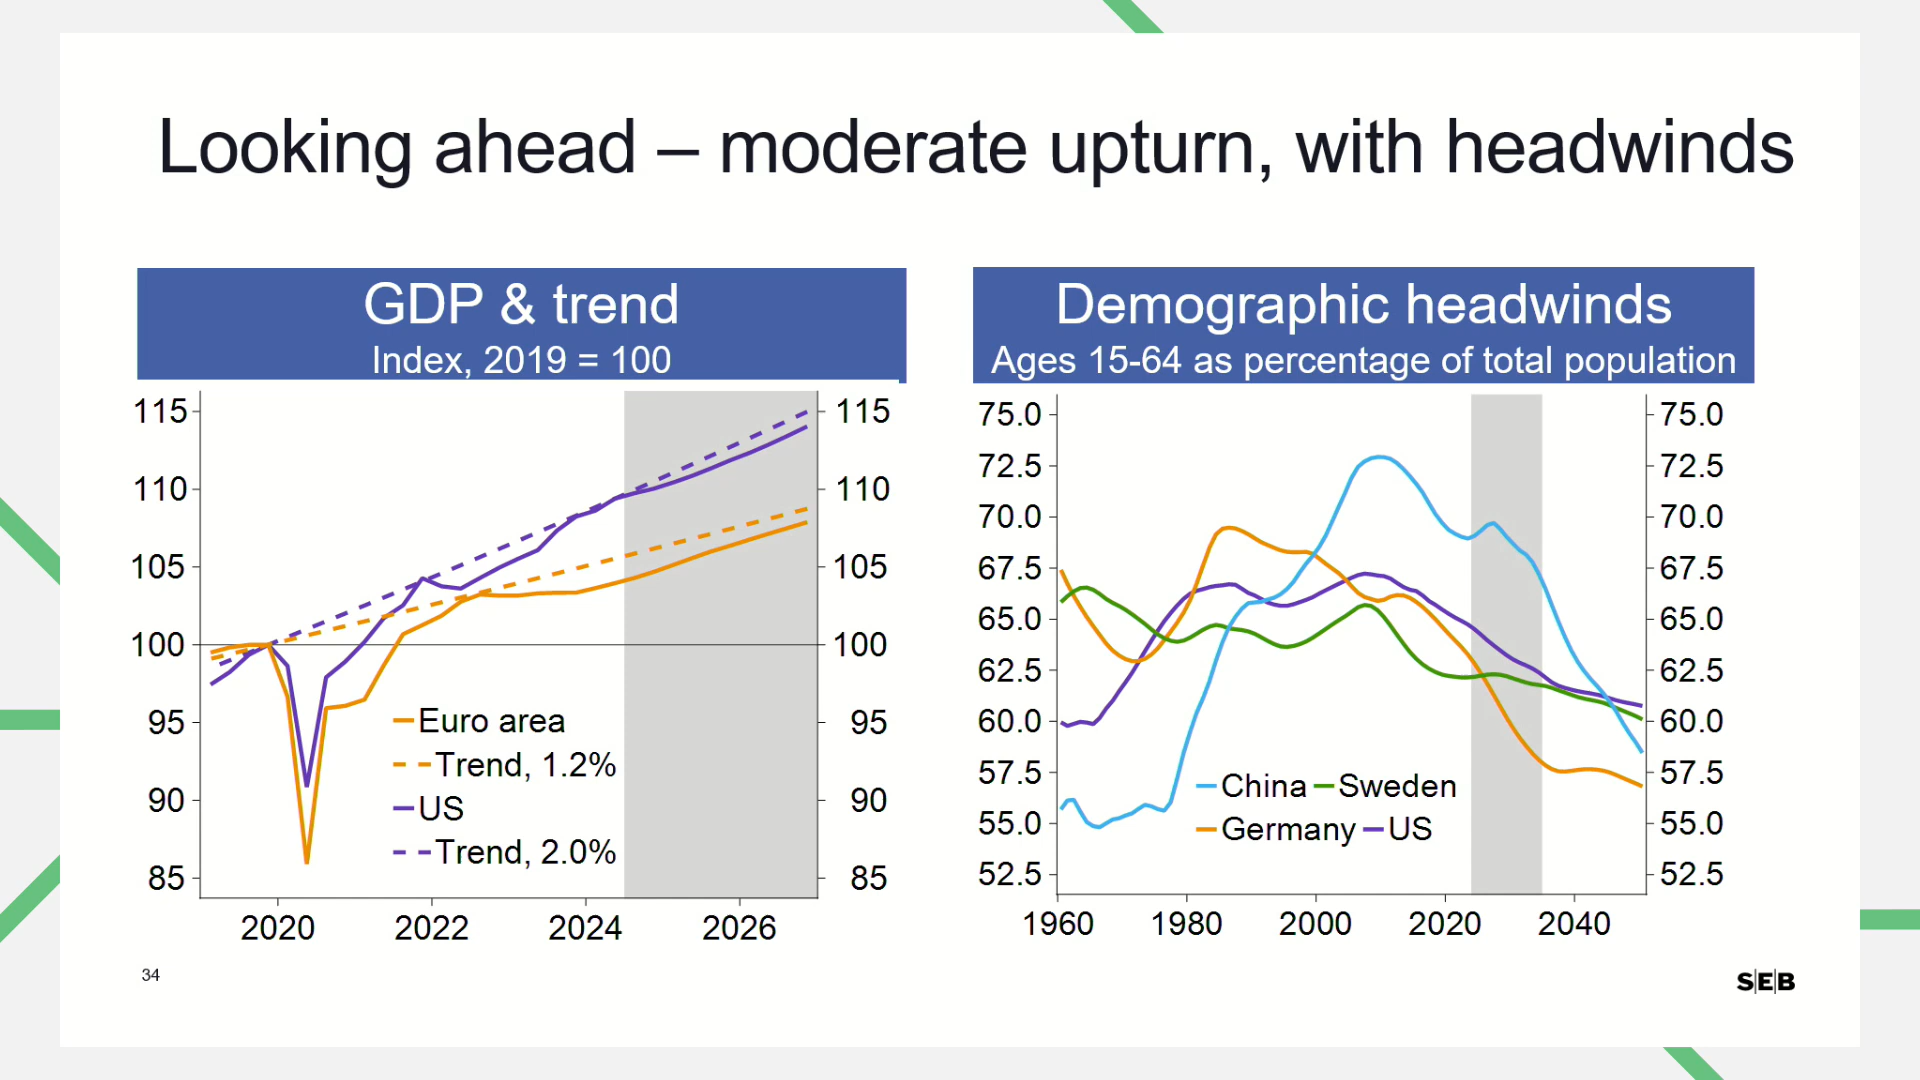 Looking ahead – moderate upturn, with headwinds
GDP & trend
Index, 2019 = 100
115
110
105
100
95
90
85
115
110
105
100
95
90
85
Euro area
Trend, 1.2%
US
Trend, 2.0%
2020 2022 2024 2026
Demographic headwinds
Ages 15-64 as percentage of total population
75.0
72.5
70.0
67.5
65.0
62.5
60.0
57.5
55.0
52.5
75.0
72.5
70.0
67.5
65.0
62.5
60.0
57.5
55.0
52.5
China Sweden
Germany US
1960 1980 2000 2020 2040
34
S|E|B